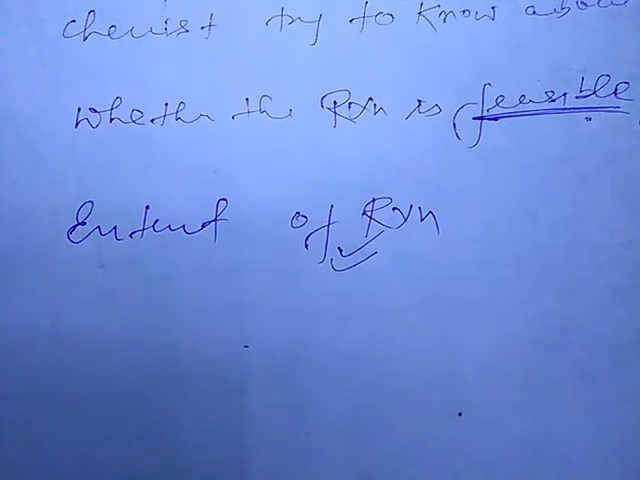 chemist try to know about
whether the Rxn is feasible
Extent of Rxn